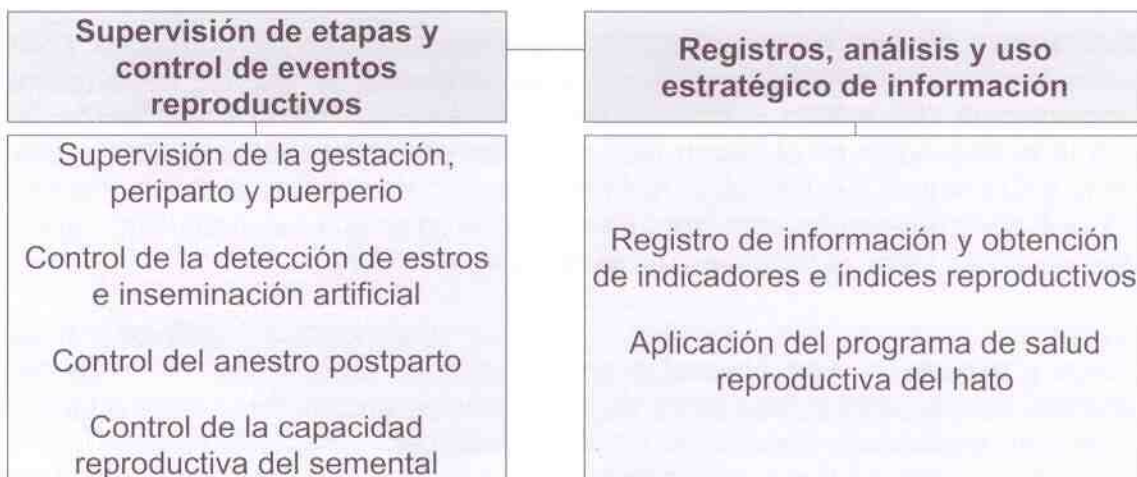 Supervisión de etapas y
control de eventos
reproductivos
Supervisión de la gestación,
periparto y puerperio
Control de la detección de estros
e inseminación artificial
Control del anestro postparto
Control de la capacidad
reproductiva del semental
Registros, análisis y uso
estratégico de información
Registro de información y obtención
de indicadores e índices reproductivos
Aplicación del programa de salud
reproductiva del hato